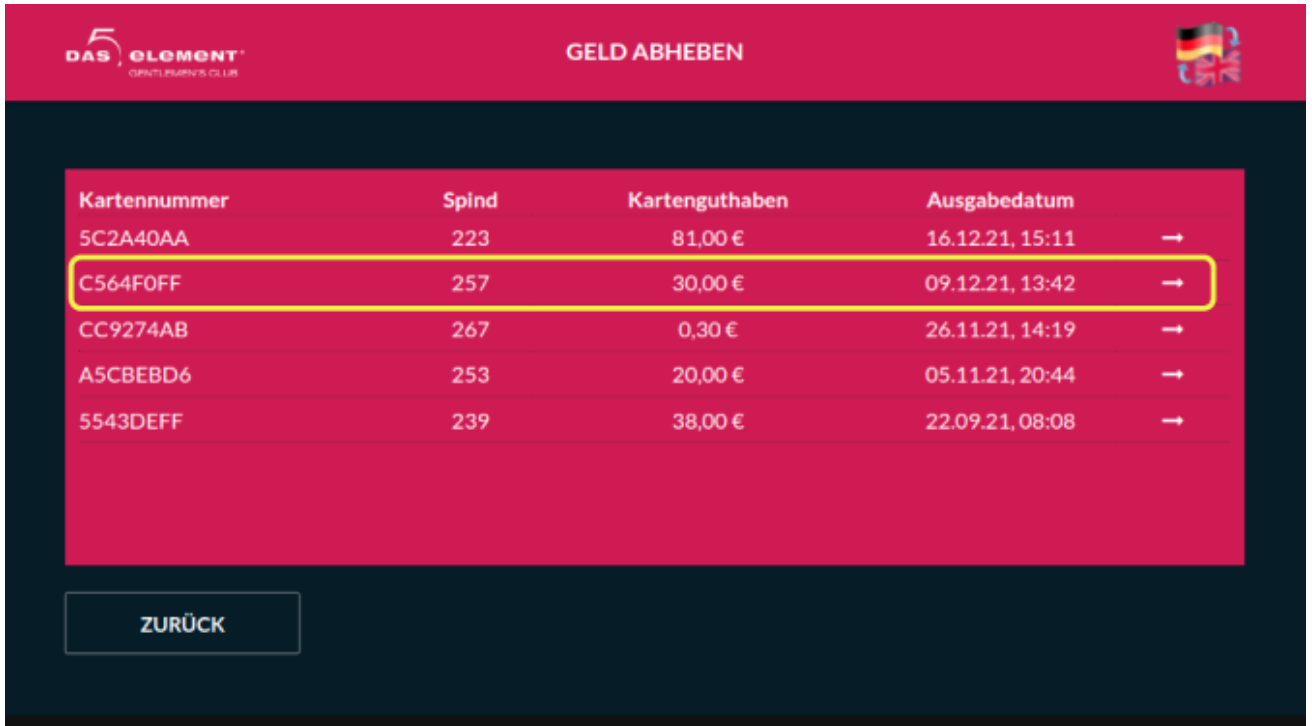 5
DAS ELEMENT
GENTLEMEN'S CLUB
GELD ABHEBEN
Kartennummer Spind Kartenguthaben Ausgabedatum
5C2A40AA 223 81,00 € 16.12.21, 15:11 →
C564F0FF 257 30,00 € 09.12.21, 13:42 →
CC9274AB 267 0,30 € 26.11.21, 14:19 →
A5CBEBD6 253 20,00 € 05.11.21, 20:44 →
5543DEFF 239 38,00 € 22.09.21, 08:08 →
ZURÜCK